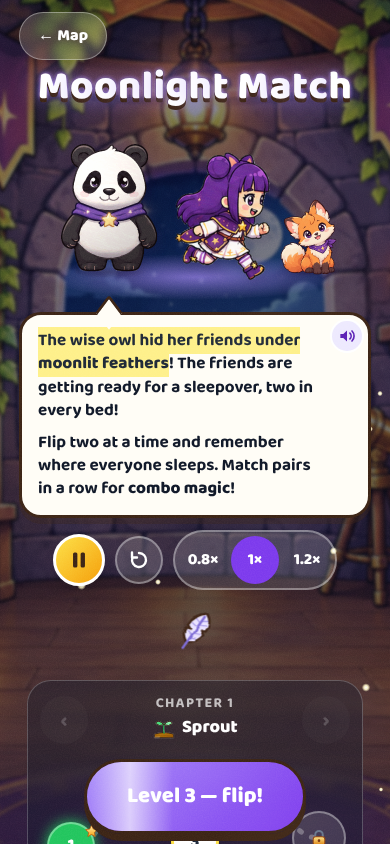 ← Map
Moonlight Match
The wise owl hid her friends under
moonlit feathers! The friends are
getting ready for a sleepover, two in
every bed!
Flip two at a time and remember
where everyone sleeps. Match pairs
in a row for combo magic!
0.8× 1× 1.2×
CHAPTER 1
‹ Sprout ›
Level 3 — flip!
1